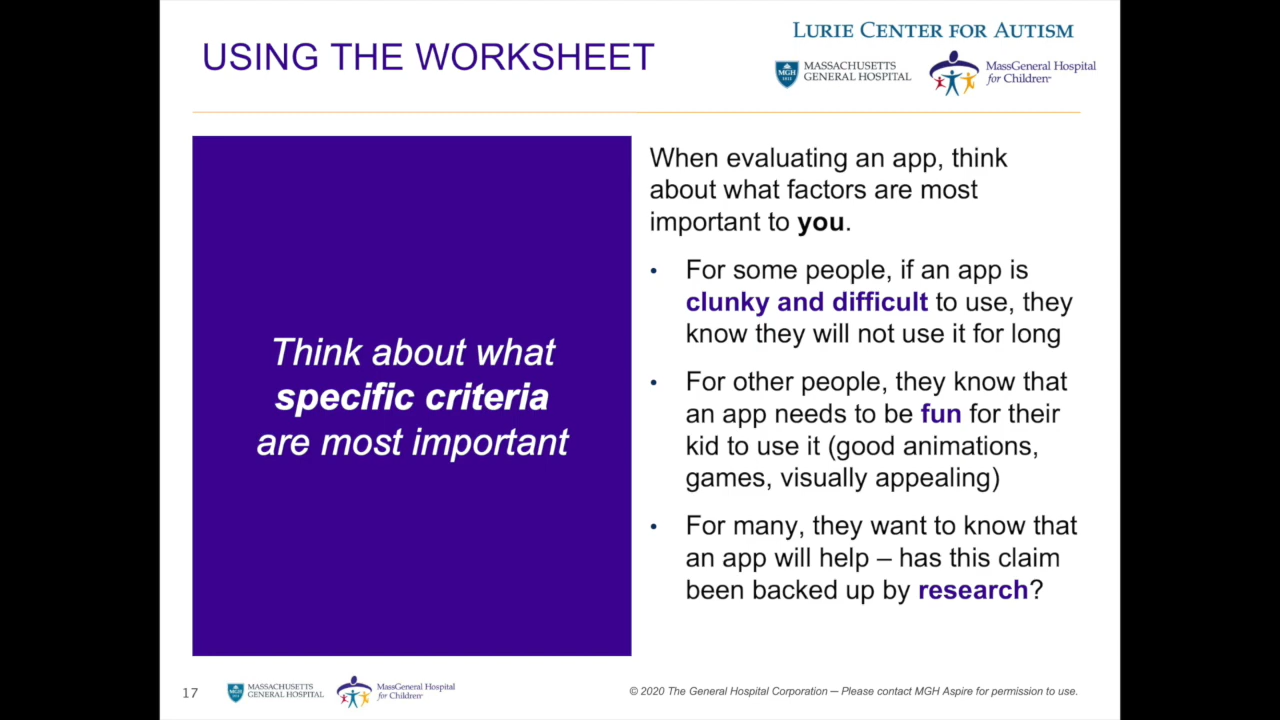 USING THE WORKSHEET
LURIE CENTER FOR AUTISM
MGH
1811
MASSACHUSETTS
GENERAL HOSPITAL
MassGeneral Hospital
for Children
Think about what
specific criteria
are most important
When evaluating an app, think
about what factors are most
important to you.
• For some people, if an app is
clunky and difficult to use, they
know they will not use it for long
• For other people, they know that
an app needs to be fun for their
kid to use it (good animations,
games, visually appealing)
• For many, they want to know that
an app will help – has this claim
been backed up by research?
17
MGH
MASSACHUSETTS
GENERAL HOSPITAL
MassGeneral Hospital
for Children
© 2020 The General Hospital Corporation — Please contact MGH Aspire for permission to use.